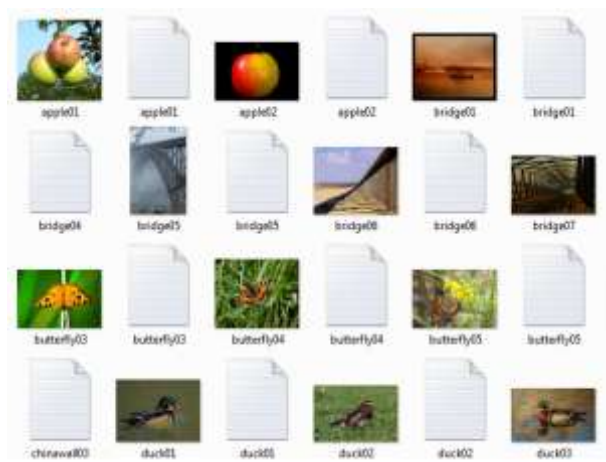 apple01 apple01 apple02 apple02 bridge01 bridge01
bridge04 bridge05 bridge05 bridge06 bridge06 bridge07
butterfly03 butterfly03 butterfly04 butterfly04 butterfly05 butterfly05
chinawall03 duck01 duck01 duck02 duck02 duck03